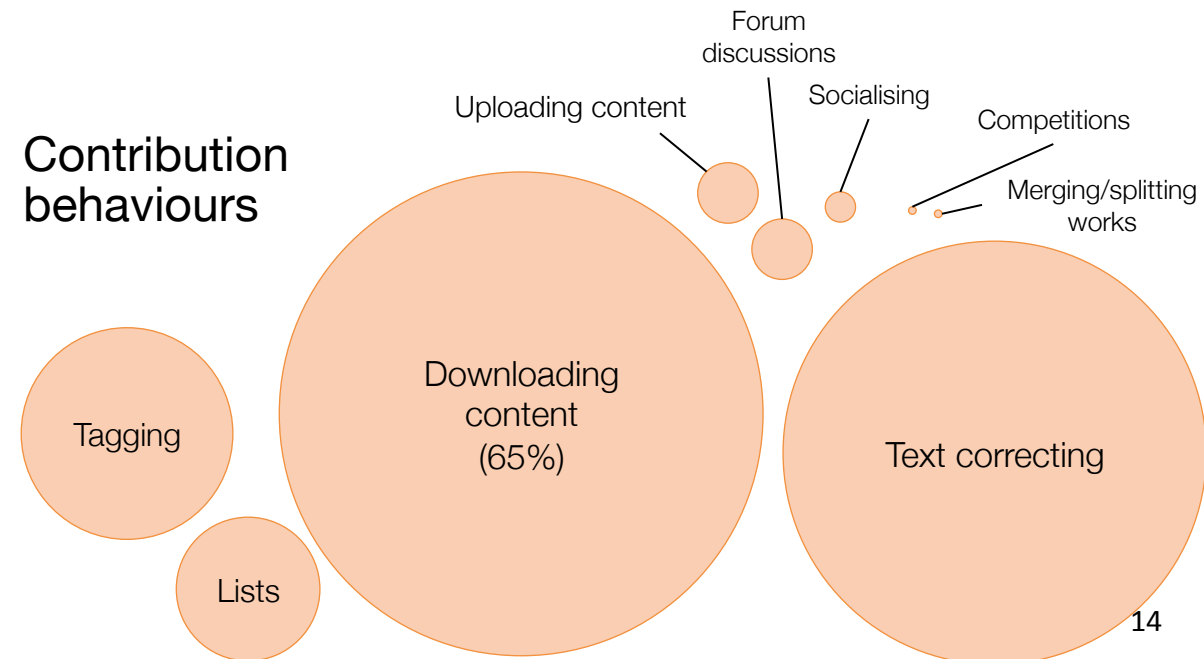 Contribution
behaviours
Uploading content
Forum
discussions
Socialising
Competitions
Merging/splitting
works
Tagging
Lists
Downloading
content
(65%)
Text correcting
14